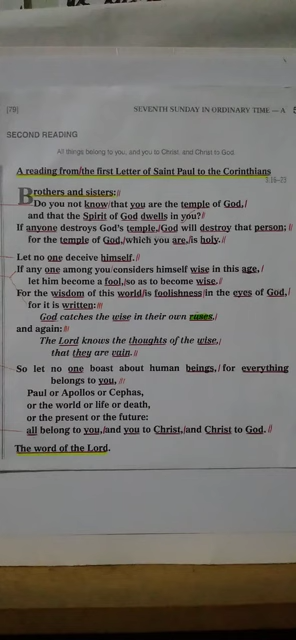 [79]
SEVENTH SUNDAY IN ORDINARY TIME — A
SECOND READING
All things belong to you, and you to Christ, and Christ to God.
A reading from/the first Letter of Saint Paul to the Corinthians
3:16-23
Brothers and sisters://
Do you not know/that you are the temple of God,/
and that the Spirit of God dwells in you?//
If anyone destroys God's temple,/God will destroy that person;//
for the temple of God,/which you are,/is holy.//
Let no one deceive himself.//
If any one among you/considers himself wise in this age,/
let him become a fool,/so as to become wise.//
For the wisdom of this world/is foolishness/in the eyes of God,/
for it is written://
God catches the wise in their own ruses,/
and again://
The Lord knows the thoughts of the wise,/
that they are vain.//
So let no one boast about human beings,/for everything
belongs to you,//
Paul or Apollos or Cephas,
or the world or life or death,
or the present or the future:
all belong to you,/and you to Christ,/and Christ to God.//
The word of the Lord.